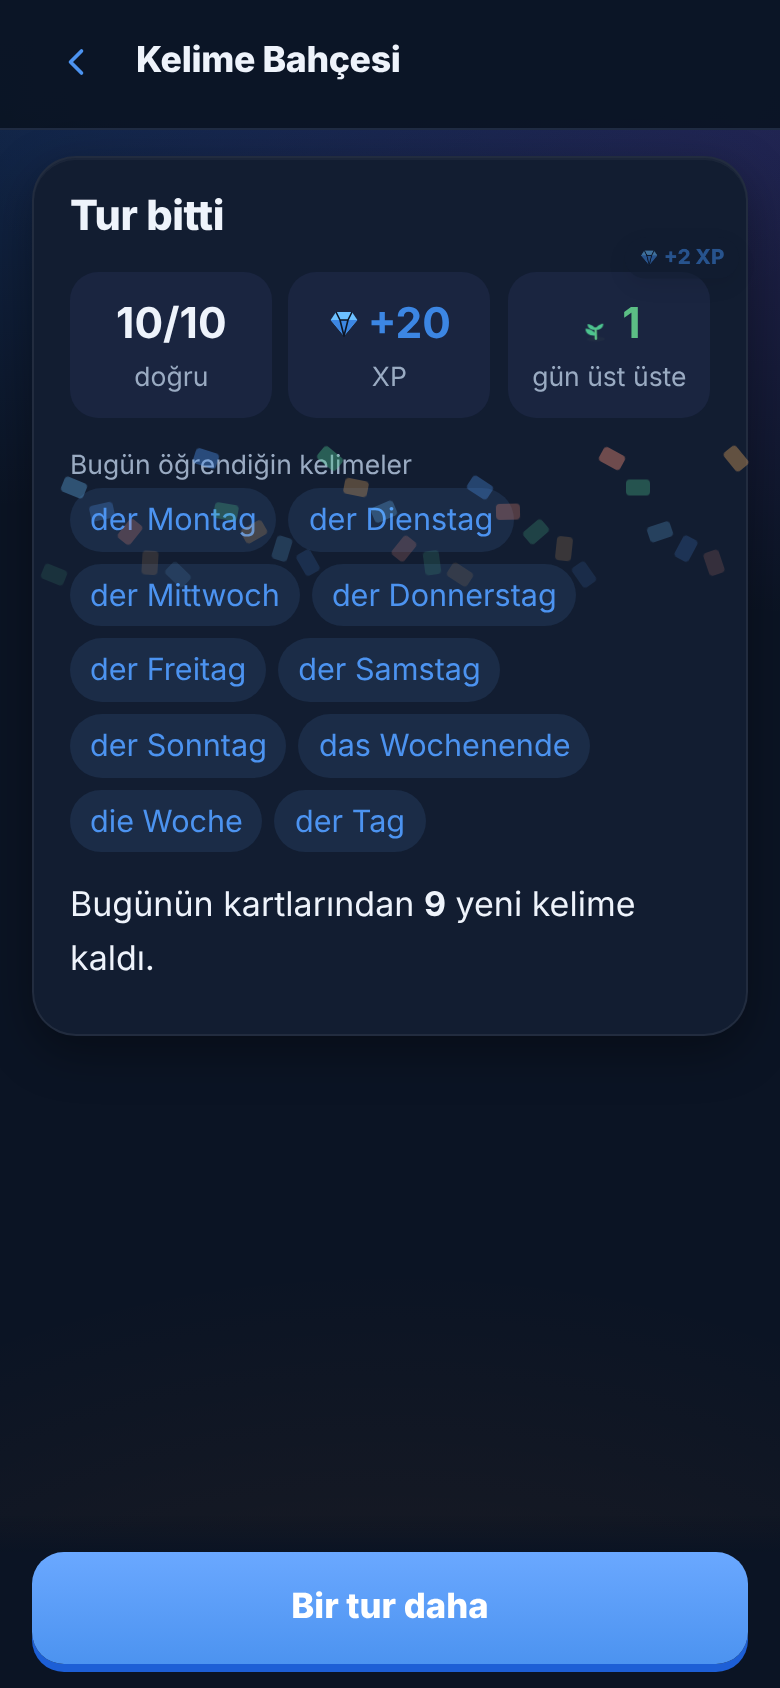 Kelime Bahçesi
Tur bitti
+2 XP
10/10
doğru
+20
XP
1
gün üst üste
Bugün öğrendiğin kelimeler
der Montag
der Dienstag
der Mittwoch
der Donnerstag
der Freitag
der Samstag
der Sonntag
das Wochenende
die Woche
der Tag
Bugünün kartlarından 9 yeni kelime
kaldı.
Bir tur daha